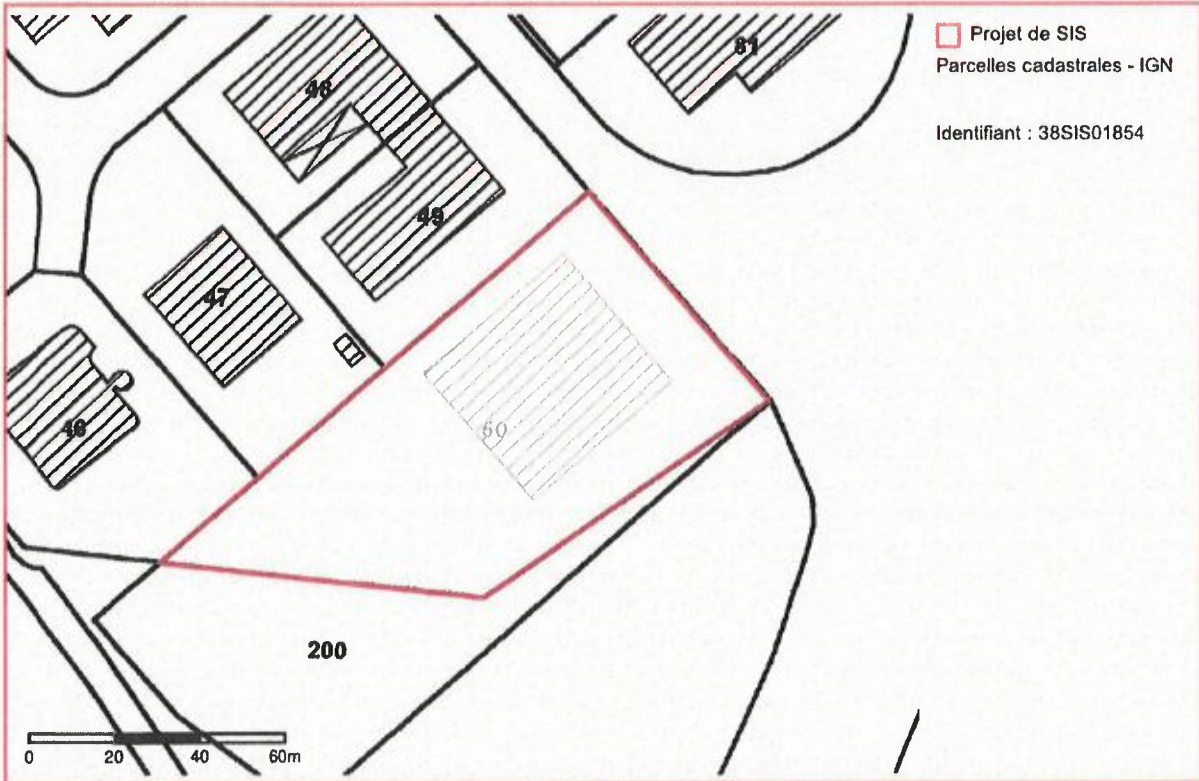 Projet de SIS
Parcelles cadastrales - IGN
Identifiant : 38SIS01854
81
48
49
47
46
50
200
0 20 40 60m